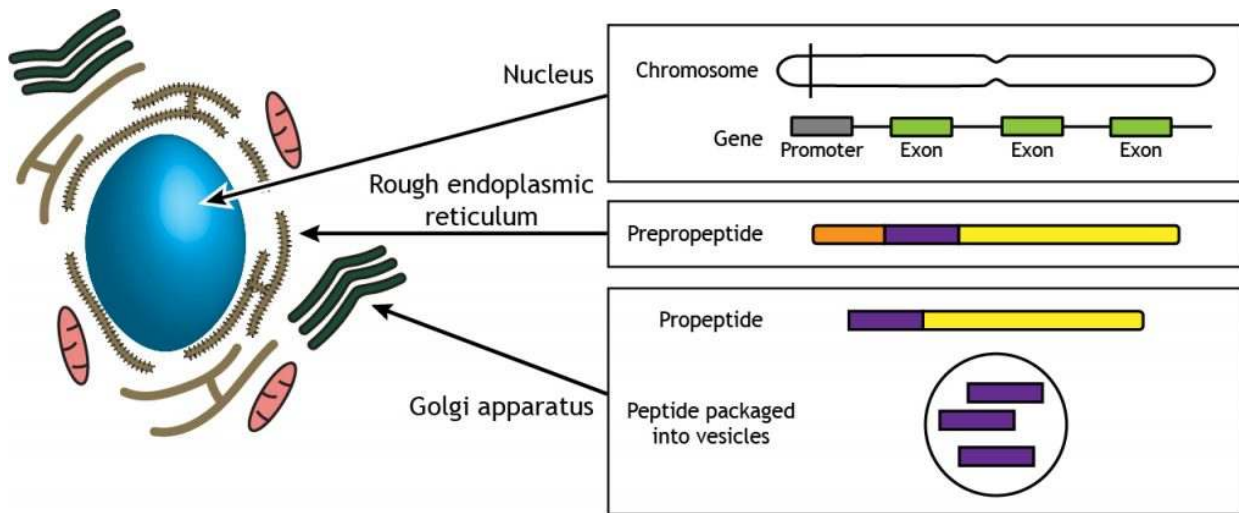 Nucleus
Chromosome
Gene
Promoter
Exon
Exon
Exon
Rough endoplasmic
reticulum
Prepropeptide
Propeptide
Golgi apparatus
Peptide packaged
into vesicles